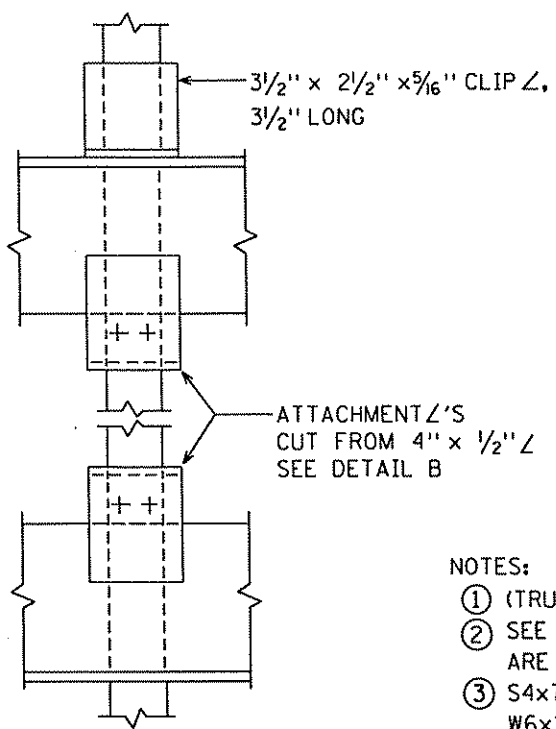 3½" x 2½" x 5/16" CLIP ∠,
3½" LONG
ATTACHMENT∠'S
CUT FROM 4" x ½" ∠
SEE DETAIL B
NOTES:
① (TRU
② SEE
ARE
③ S4x7